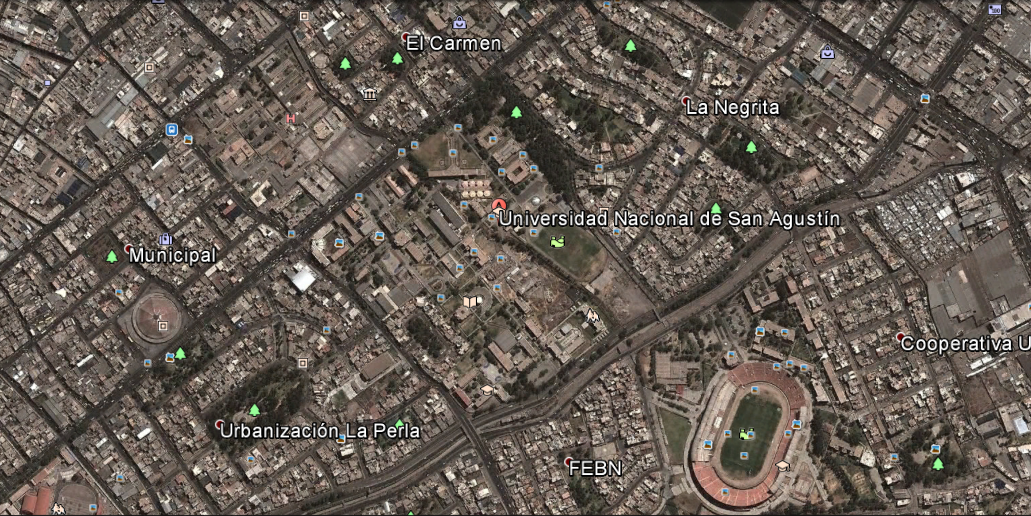 El Carmen
La Negrita
Universidad Nacional de San Agustín
Municipal
Cooperativa U
Urbanización La Perla
FEBN
H